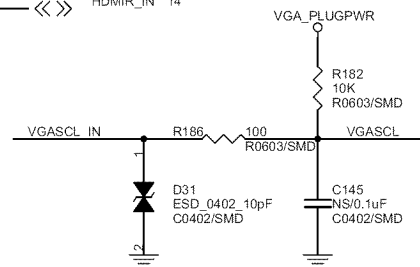 HDMIR_IN 14
VGA_PLUGPWR
R182
10K
R0603/SMD
VGASCL_IN
R186
100
VGASCL
R0603/SMD
1
D31
ESD_0402_10pF
C0402/SMD
2
C145
NS/0.1uF
C0402/SMD